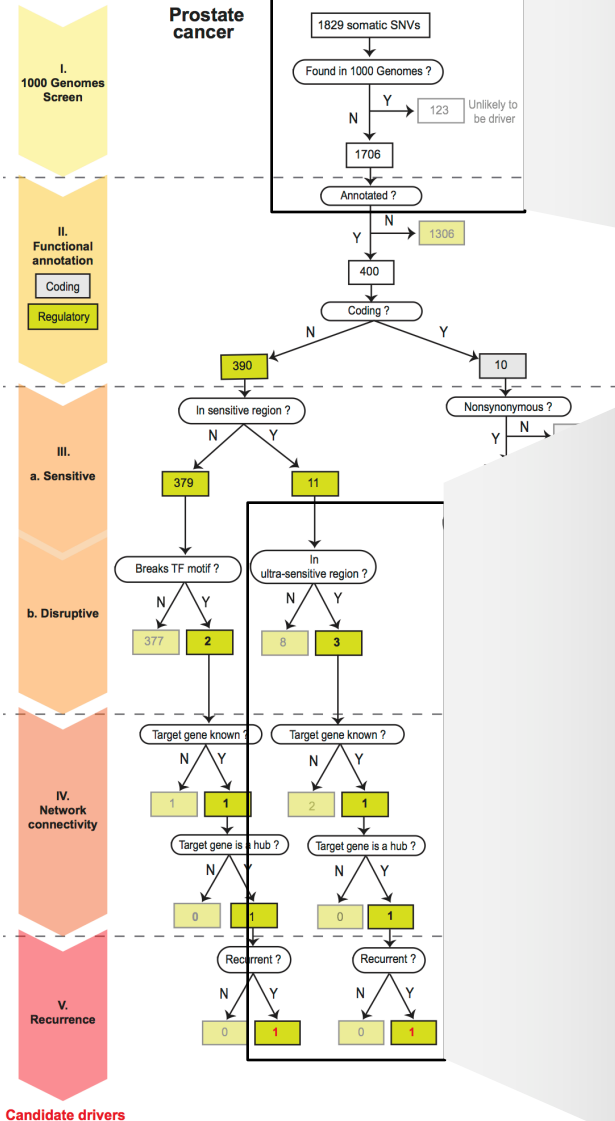 Prostate
cancer
1829 somatic SNVs
I.
1000 Genomes
Screen
Found in 1000 Genomes ?
Y
123
Unlikely to
be driver
N
1706
Annotated ?
II.
Functional
annotation
Coding
Regulatory
N
Y
1306
400
Coding ?
N
Y
390
10
In sensitive region ?
Nonsynonymous ?
N
Y
Y
N
III.
a. Sensitive
379
11
Breaks TF motif ?
In
ultra-sensitive region ?
b. Disruptive
N
Y
N
Y
377
2
8
3
Target gene known ?
Target gene known ?
N
Y
N
Y
IV.
Network
connectivity
1
1
2
1
Target gene is a hub ?
Target gene is a hub ?
N
Y
N
Y
0
1
0
1
Recurrent ?
Recurrent ?
V.
Recurrence
N
Y
N
Y
0
1
0
1
Candidate drivers